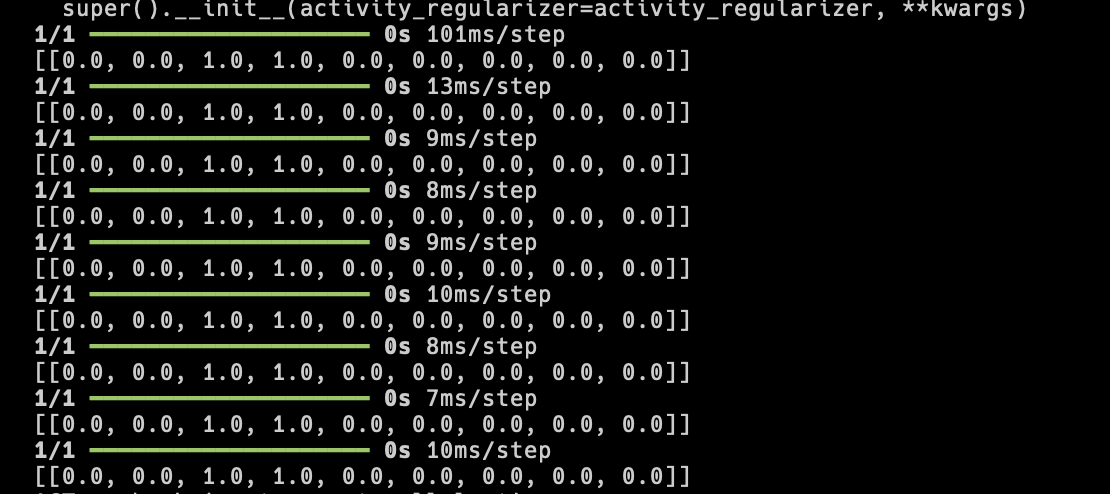 super().__init__(activity_regularizer=activity_regularizer, **kwargs)
1/1 ━━━━━━━━━━━━━━━━━━━━ 0s 101ms/step
[[0.0, 0.0, 1.0, 1.0, 0.0, 0.0, 0.0, 0.0, 0.0]]
1/1 ━━━━━━━━━━━━━━━━━━━━ 0s 13ms/step
[[0.0, 0.0, 1.0, 1.0, 0.0, 0.0, 0.0, 0.0, 0.0]]
1/1 ━━━━━━━━━━━━━━━━━━━━ 0s 9ms/step
[[0.0, 0.0, 1.0, 1.0, 0.0, 0.0, 0.0, 0.0, 0.0]]
1/1 ━━━━━━━━━━━━━━━━━━━━ 0s 8ms/step
[[0.0, 0.0, 1.0, 1.0, 0.0, 0.0, 0.0, 0.0, 0.0]]
1/1 ━━━━━━━━━━━━━━━━━━━━ 0s 9ms/step
[[0.0, 0.0, 1.0, 1.0, 0.0, 0.0, 0.0, 0.0, 0.0]]
1/1 ━━━━━━━━━━━━━━━━━━━━ 0s 10ms/step
[[0.0, 0.0, 1.0, 1.0, 0.0, 0.0, 0.0, 0.0, 0.0]]
1/1 ━━━━━━━━━━━━━━━━━━━━ 0s 8ms/step
[[0.0, 0.0, 1.0, 1.0, 0.0, 0.0, 0.0, 0.0, 0.0]]
1/1 ━━━━━━━━━━━━━━━━━━━━ 0s 7ms/step
[[0.0, 0.0, 1.0, 1.0, 0.0, 0.0, 0.0, 0.0, 0.0]]
1/1 ━━━━━━━━━━━━━━━━━━━━ 0s 10ms/step
[[0.0, 0.0, 1.0, 1.0, 0.0, 0.0, 0.0, 0.0, 0.0]]